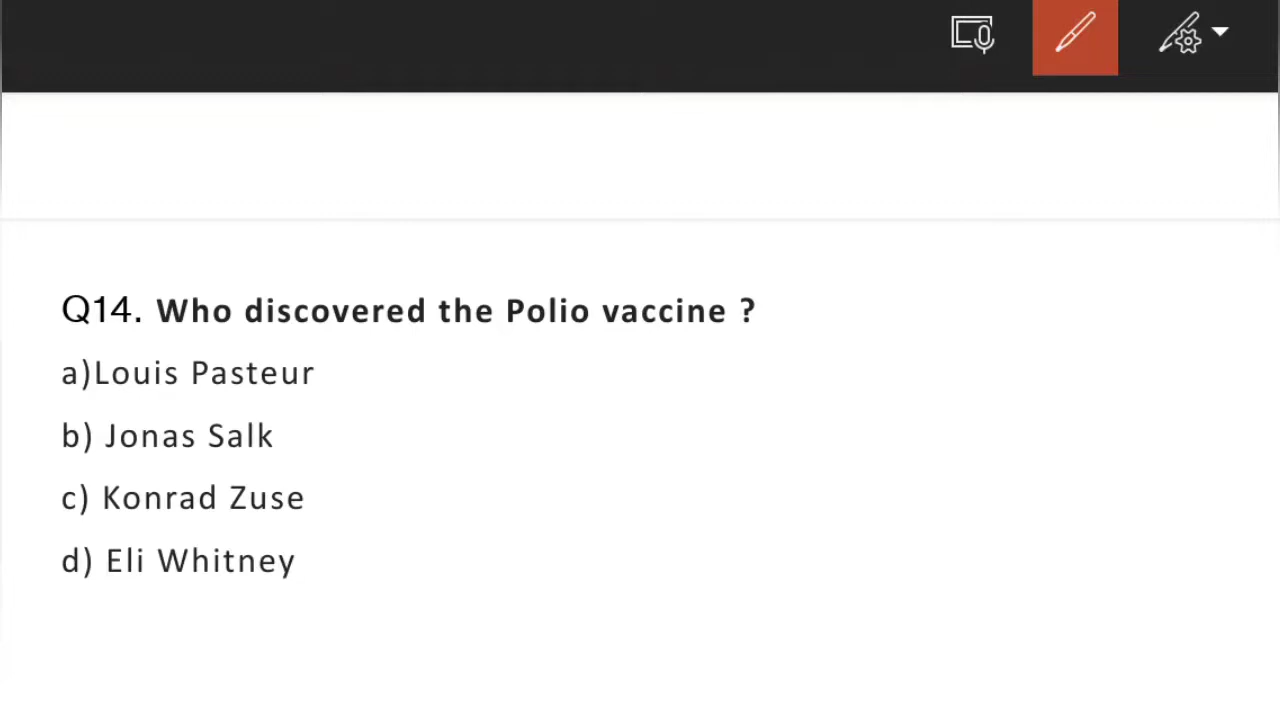 Q14. Who discovered the Polio vaccine ?
a)Louis Pasteur
b) Jonas Salk
c) Konrad Zuse
d) Eli Whitney